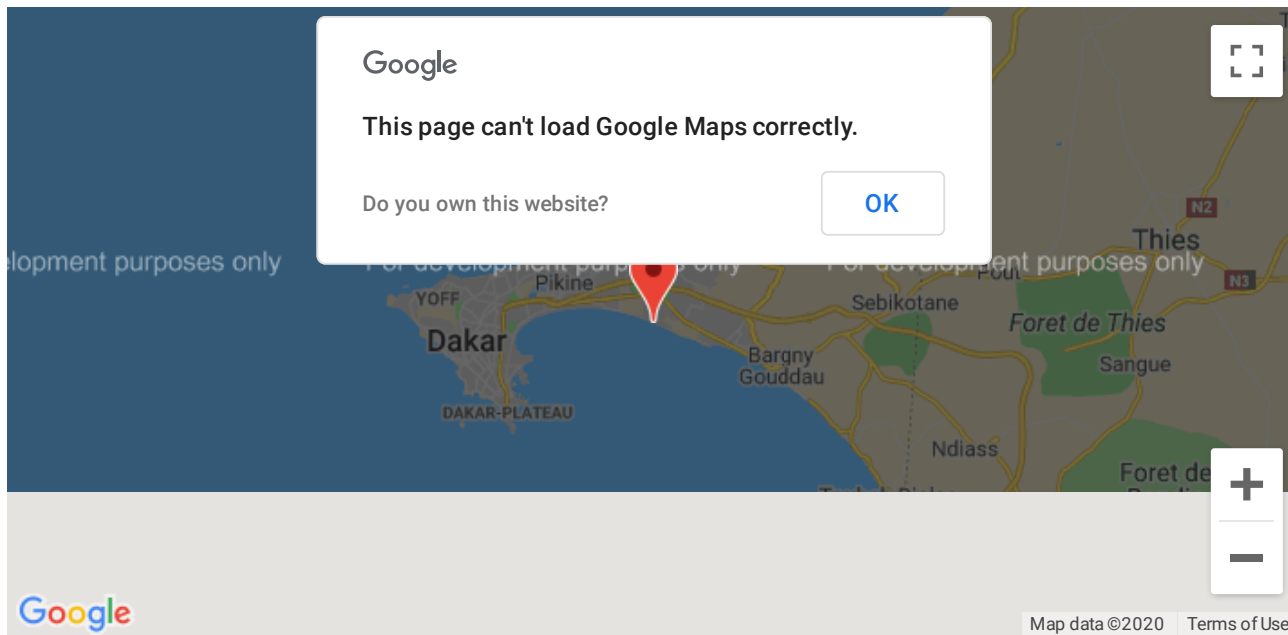 Google
This page can't load Google Maps correctly.
Do you own this website?
OK
N2
Thies
elopment purposes only
For development purposes only
For development purposes only
Pout
N3
Pikine
YOFF
Sebikotane
Foret de Thies
Dakar
Bargny
Gouddau
Sangue
DAKAR-PLATEAU
Ndiass
Foret de
Google
Map data ©2020
Terms of Use